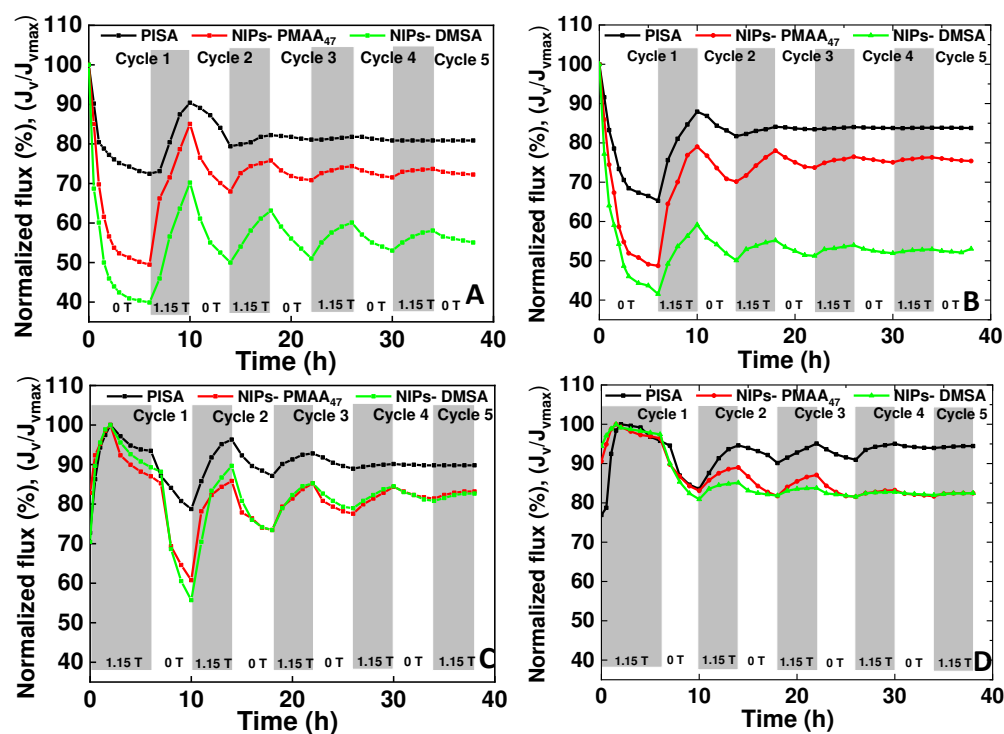 PISA NIPs- PMAA₄₇ NIPs- DMSA
Cycle 1 Cycle 2 Cycle 3 Cycle 4 Cycle 5
Normalized flux (%), (Jᵥ/Jᵥₘₐₓ)
110
100
90
80
70
60
50
40
0 T 1.15 T 0 T 1.15 T 0 T 1.15 T 0 T 1.15 T 0 T
A
0 10 20 30 40
Time (h)
PISA NIPs- PMAA₄₇ NIPs- DMSA
Cycle 1 Cycle 2 Cycle 3 Cycle 4 Cycle 5
Normalized flux (%), (Jᵥ/Jᵥₘₐₓ)
100
90
80
70
60
50
40
0 T 1.15 T 0 T 1.15 T 0 T 1.15 T 0 T 1.15 T 0 T
B
0 10 20 30 40
Time (h)
PISA NIPs- PMAA₄₇ NIPs- DMSA
Cycle 1 Cycle 2 Cycle 3 Cycle 4 Cycle 5
Normalized flux (%), (Jᵥ/Jᵥₘₐₓ)
110
100
90
80
70
60
50
40
1.15 T 0 T 1.15 T 0 T 1.15 T 0 T 1.15 T 0 T 1.15 T
C
0 10 20 30 40
Time (h)
PISA NIPs- PMAA₄₇ NIPs- DMSA
Cycle 1 Cycle 2 Cycle 3 Cycle 4 Cycle 5
Normalized flux (%), (Jᵥ/Jᵥₘₐₓ)
110
100
90
80
70
60
50
40
1.15 T 0 T 1.15 T 0 T 1.15 T 0 T 1.15 T 0 T 1.15 T
D
0 10 20 30 40
Time (h)